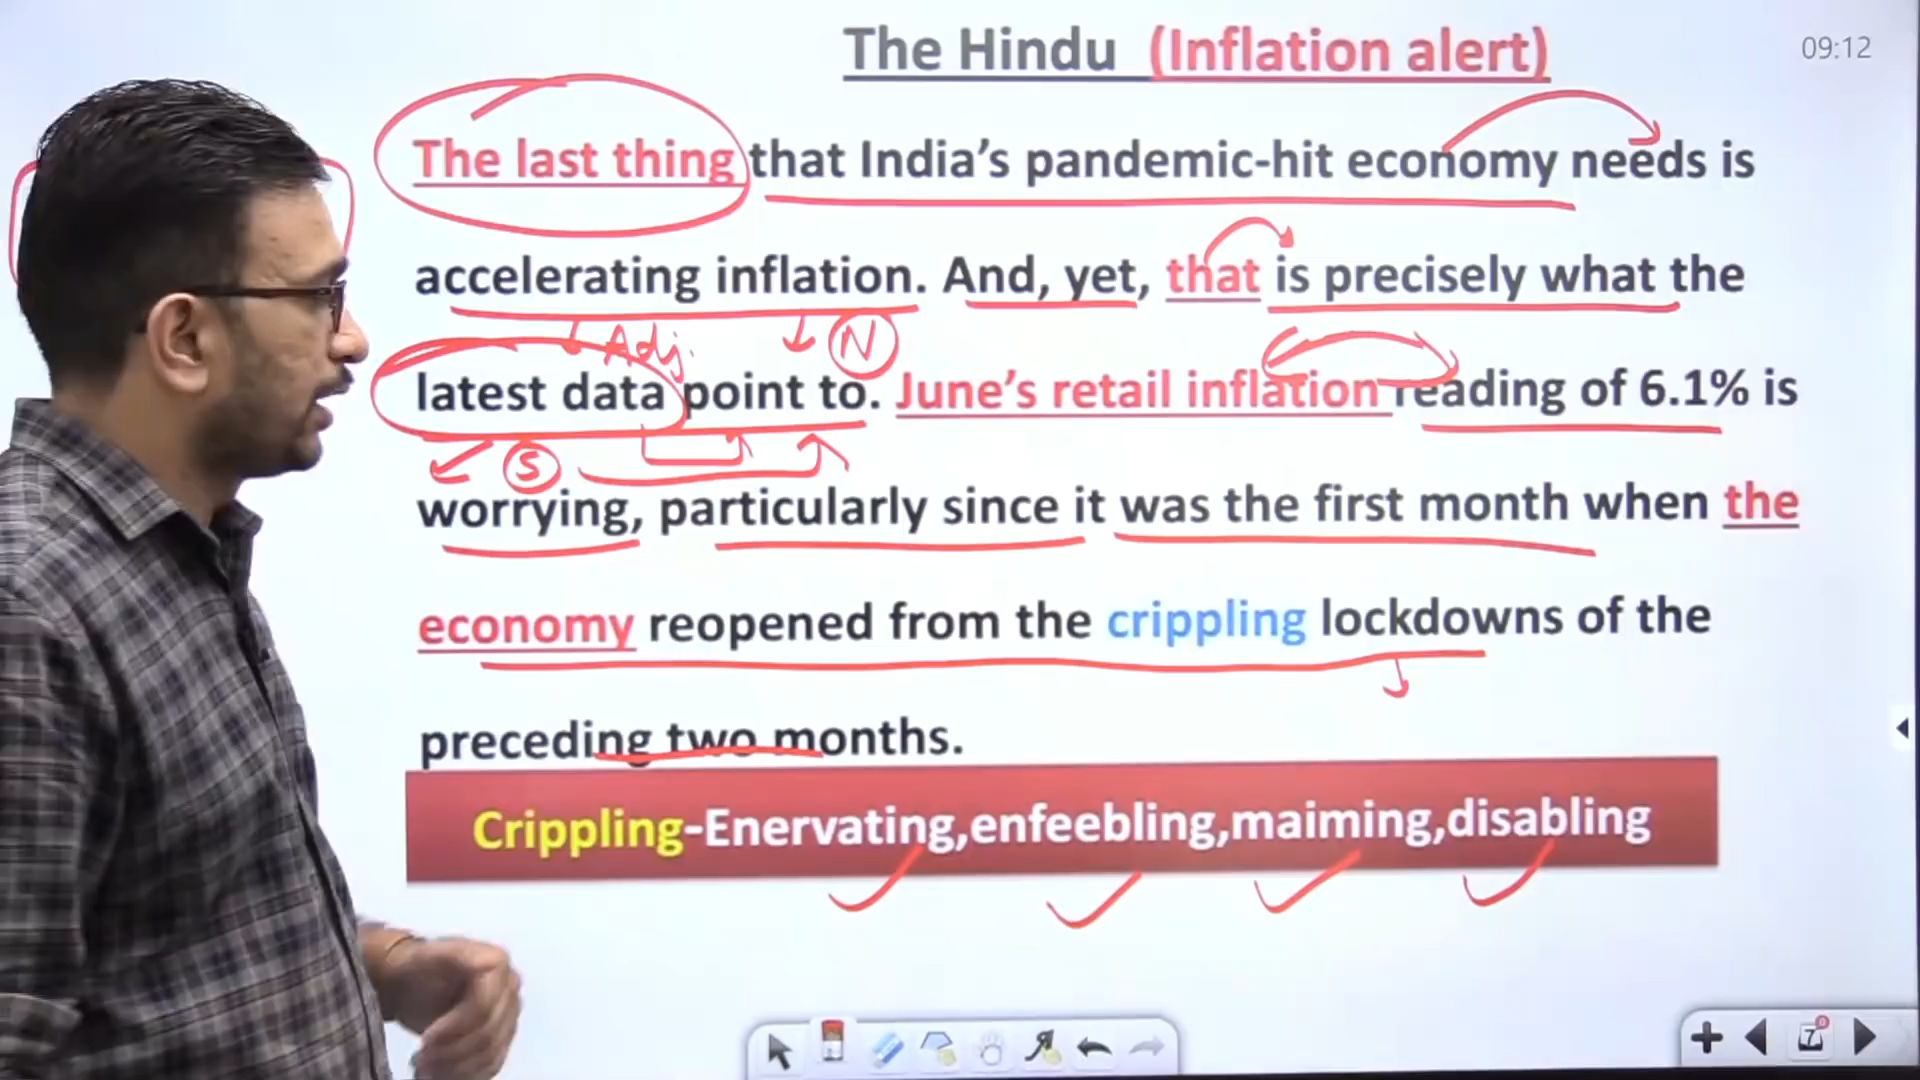 The Hindu (Inflation alert)
09:12
The last thing that India's pandemic-hit economy needs is
accelerating inflation. And, yet, that is precisely what the
Adj. N
latest data point to. June's retail inflation reading of 6.1% is
S
worrying, particularly since it was the first month when the
economy reopened from the crippling lockdowns of the
preceding two months.
Crippling-Enervating,enfeebling,maiming,disabling
7